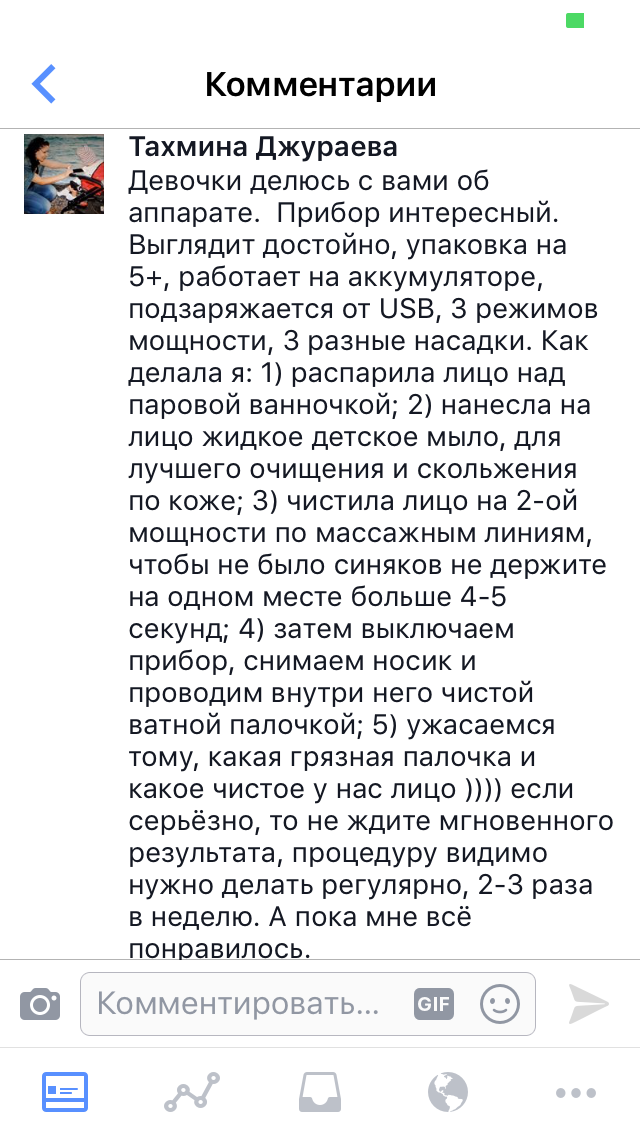 Комментарии
Тахмина Джураева
Девочки делюсь с вами об
аппарате.  Прибор интересный.
Выглядит достойно, упаковка на
5+, работает на аккумуляторе,
подзаряжается от USB, 3 режимов
мощности, 3 разные насадки. Как
делала я: 1) распарила лицо над
паровой ванночкой; 2) нанесла на
лицо жидкое детское мыло, для
лучшего очищения и скольжения
по коже; 3) чистила лицо на 2-ой
мощности по массажным линиям,
чтобы не было синяков не держите
на одном месте больше 4-5
секунд; 4) затем выключаем
прибор, снимаем носик и
проводим внутри него чистой
ватной палочкой; 5) ужасаемся
тому, какая грязная палочка и
какое чистое у нас лицо )))) если
серьёзно, то не ждите мгновенного
результата, процедуру видимо
нужно делать регулярно, 2-3 раза
в неделю. А пока мне всё
понравилось.
Комментировать...
GIF